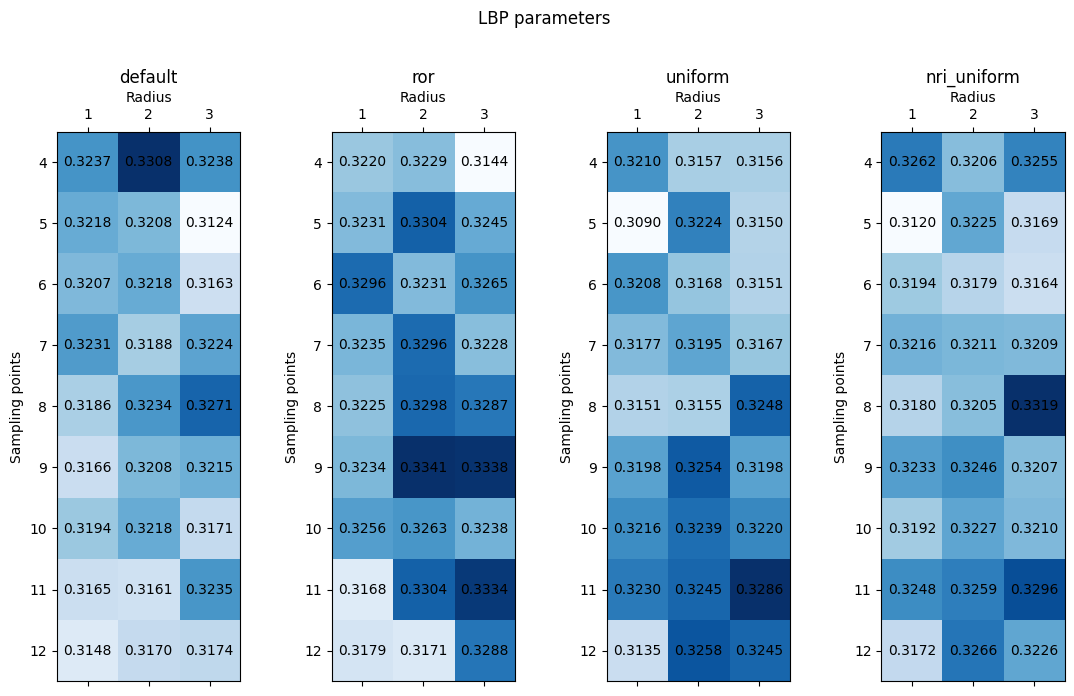 LBP parameters
default ror uniform nri_uniform
Radius Radius Radius Radius
1 2 3 1 2 3 1 2 3 1 2 3
4 0.3237 0.3308 0.3238 4 0.3220 0.3229 0.3144 4 0.3210 0.3157 0.3156 4 0.3262 0.3206 0.3255
5 0.3218 0.3208 0.3124 5 0.3231 0.3304 0.3245 5 0.3090 0.3224 0.3150 5 0.3120 0.3225 0.3169
6 0.3207 0.3218 0.3163 6 0.3296 0.3231 0.3265 6 0.3208 0.3168 0.3151 6 0.3194 0.3179 0.3164
7 0.3231 0.3188 0.3224 7 0.3235 0.3296 0.3228 7 0.3177 0.3195 0.3167 7 0.3216 0.3211 0.3209
Sampling points Sampling points Sampling points Sampling points
8 0.3186 0.3234 0.3271 8 0.3225 0.3298 0.3287 8 0.3151 0.3155 0.3248 8 0.3180 0.3205 0.3319
9 0.3166 0.3208 0.3215 9 0.3234 0.3341 0.3338 9 0.3198 0.3254 0.3198 9 0.3233 0.3246 0.3207
10 0.3194 0.3218 0.3171 10 0.3256 0.3263 0.3238 10 0.3216 0.3239 0.3220 10 0.3192 0.3227 0.3210
11 0.3165 0.3161 0.3235 11 0.3168 0.3304 0.3334 11 0.3230 0.3245 0.3286 11 0.3248 0.3259 0.3296
12 0.3148 0.3170 0.3174 12 0.3179 0.3171 0.3288 12 0.3135 0.3258 0.3245 12 0.3172 0.3266 0.3226